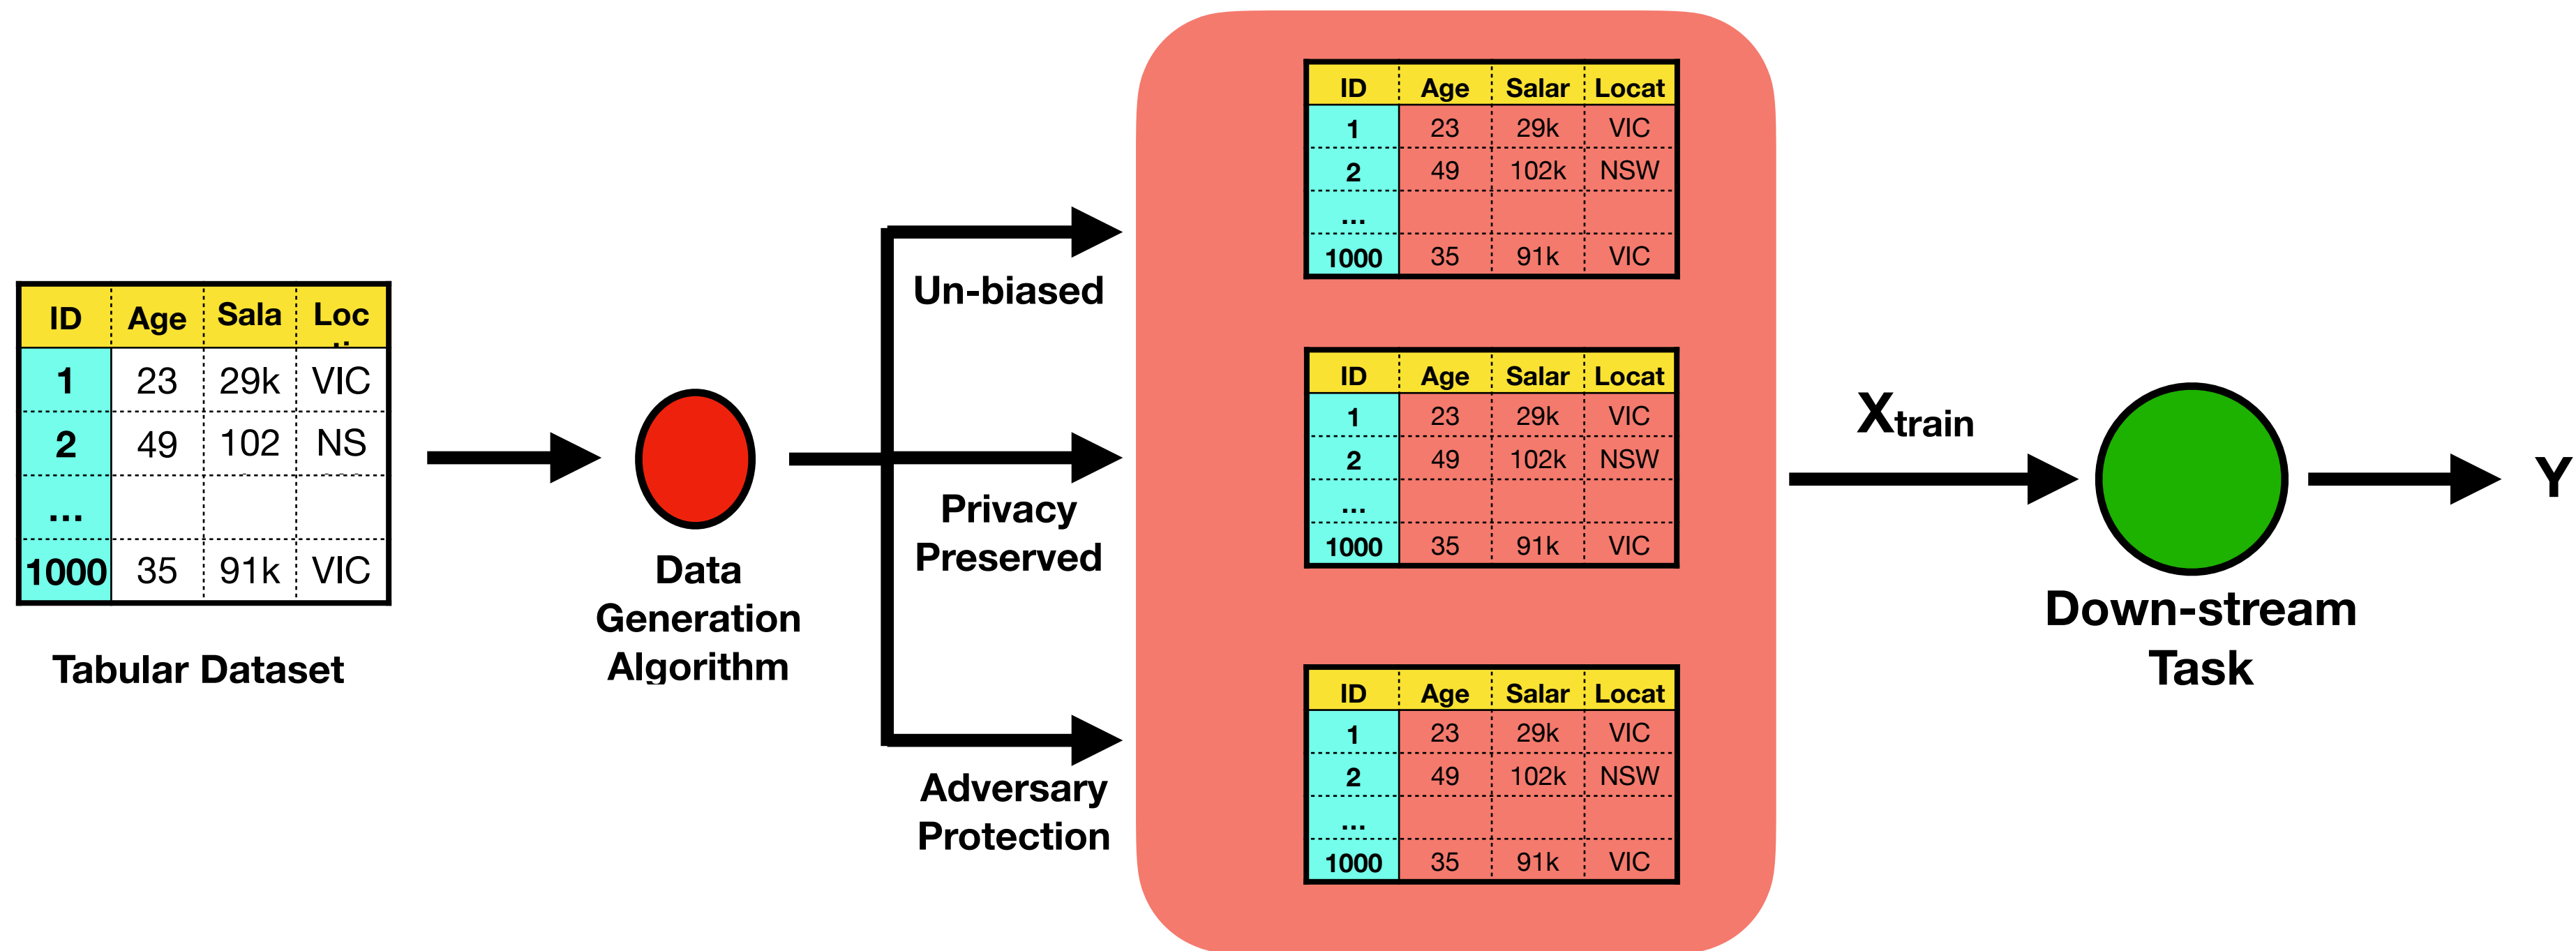 ID Age Sala Loc
1 23 29k VIC
2 49 102 NS
...
1000 35 91k VIC
Tabular Dataset
Data
Generation
Algorithm
Un-biased
Privacy
Preserved
Adversary
Protection
ID Age Salar Locat
1 23 29k VIC
2 49 102k NSW
...
1000 35 91k VIC
ID Age Salar Locat
1 23 29k VIC
2 49 102k NSW
...
1000 35 91k VIC
ID Age Salar Locat
1 23 29k VIC
2 49 102k NSW
...
1000 35 91k VIC
Xtrain
Down-stream
Task
Y